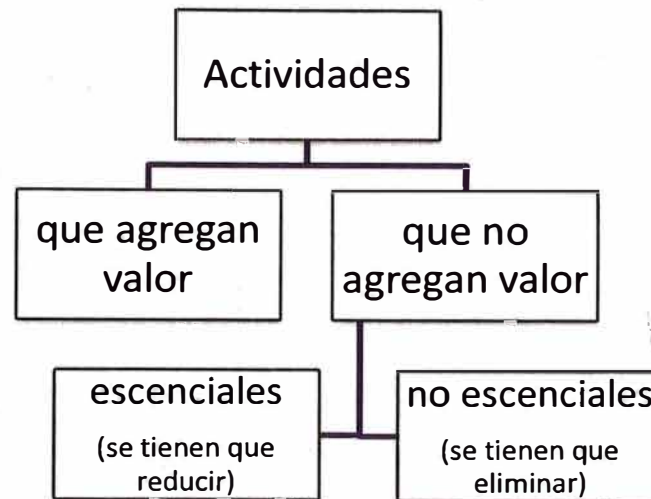 Actividades
que agregan
valor
que no
agregan valor
escenciales
(se tienen que
reducir)
no escenciales
(se tienen que
eliminar)